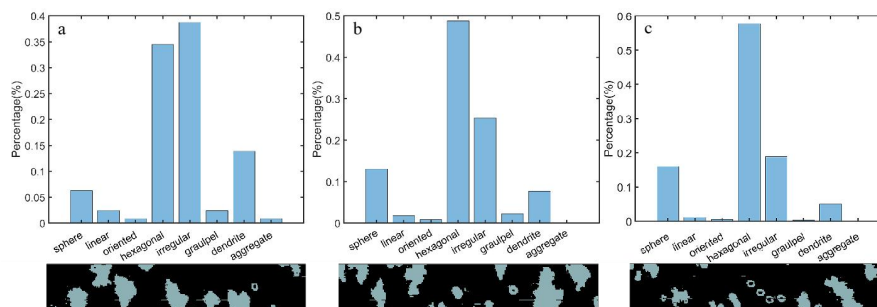 a
Percentage(%)
0.4
0.35
0.3
0.25
0.2
0.15
0.1
0.05
0
sphere
linear
oriented
hexagonal
irregular
graulpel
dendrite
aggregate
b
Percentage(%)
0.5
0.4
0.3
0.2
0.1
0
sphere
linear
oriented
hexagonal
irregular
graulpel
dendrite
aggregate
c
Percentage(%)
0.6
0.5
0.4
0.3
0.2
0.1
0
sphere
linear
oriented
hexagonal
irregular
graulpel
dendrite
aggregate